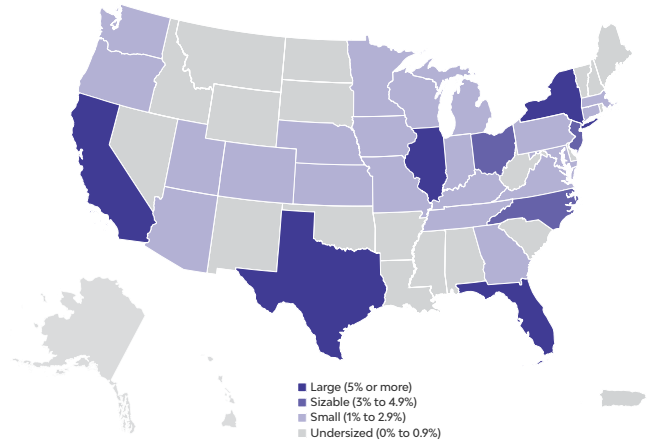 Large (5% or more)
Sizable (3% to 4.9%)
Small (1% to 2.9%)
Undersized (0% to 0.9%)